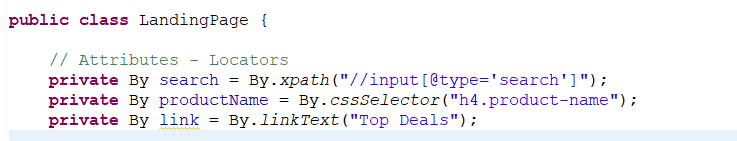 public class LandingPage {
// Attributes - Locators
private By search = By.xpath("//input[@type='search']");
private By productName = By.cssSelector("h4.product-name");
private By link = By.linkText("Top Deals");